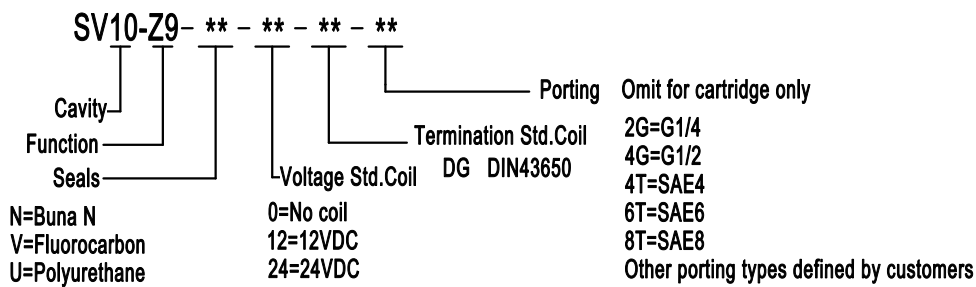 SV10-Z9- ** - ** - ** - **
Cavity
Function
Seals
N=Buna N
V=Fluorocarbon
U=Polyurethane
Voltage Std.Coil
0=No coil
12=12VDC
24=24VDC
Termination Std.Coil
DG DIN43650
Porting Omit for cartridge only
2G=G1/4
4G=G1/2
4T=SAE4
6T=SAE6
8T=SAE8
Other porting types defined by customers